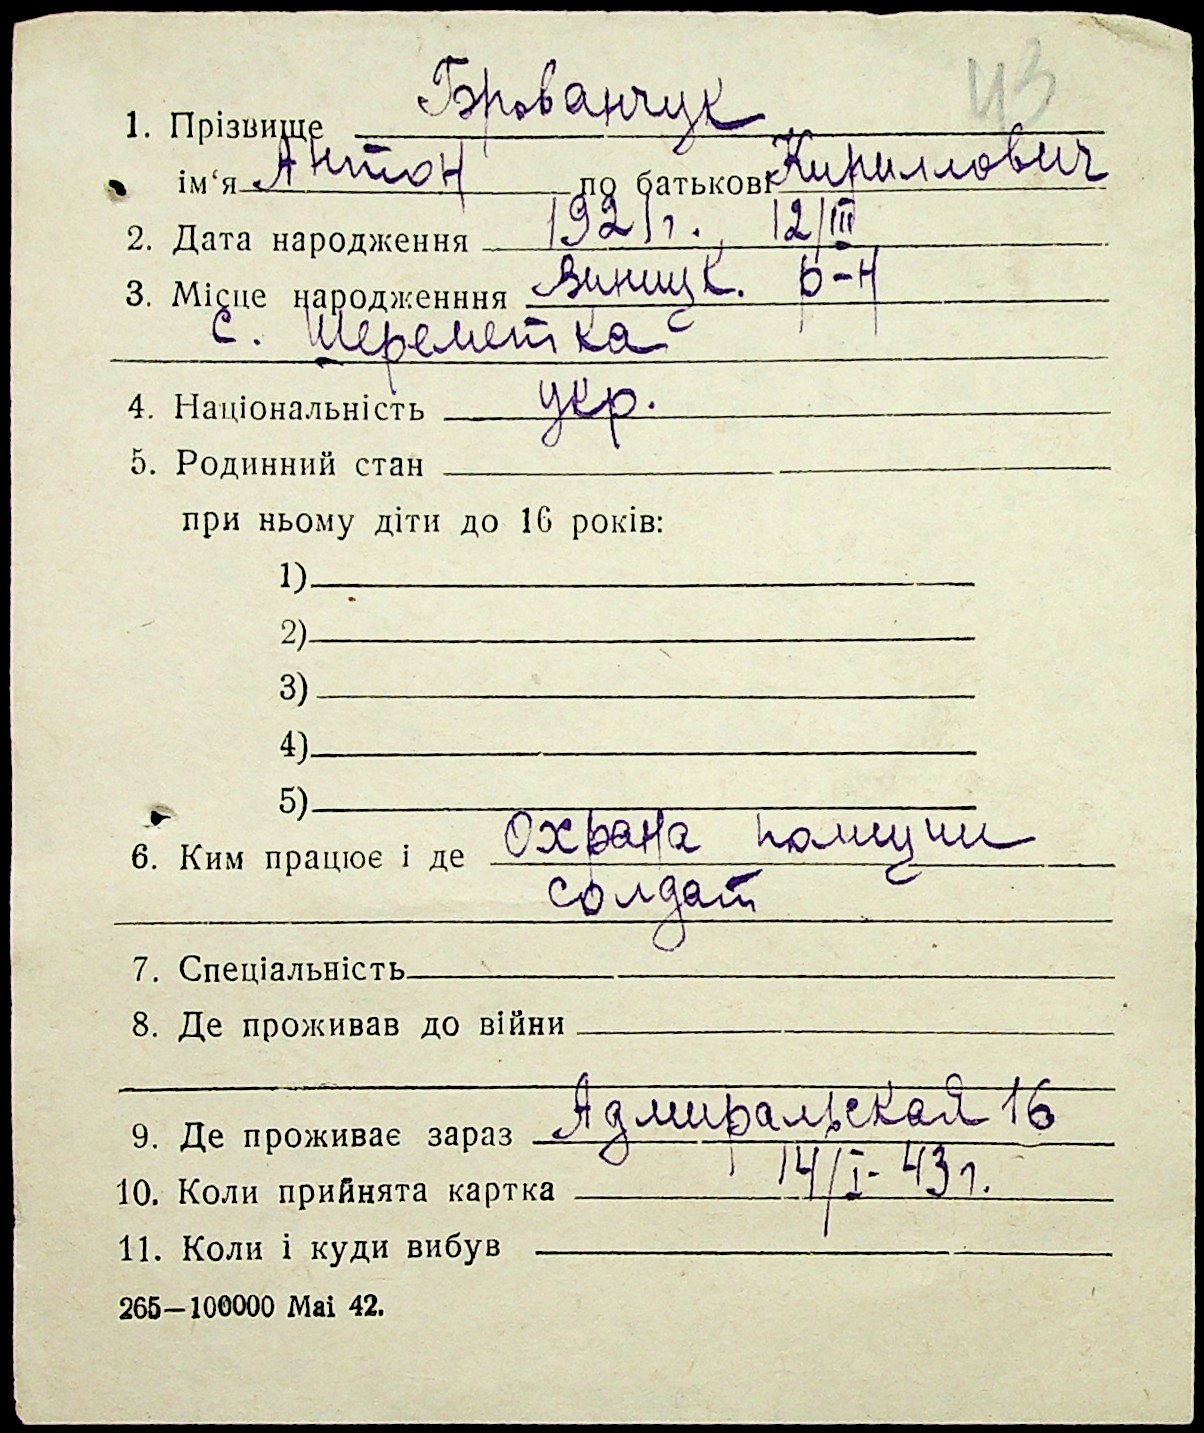 43
1. Прізвище Брованчук
ім‘я Антон по батькові Кириллович
2. Дата народження 1921 г., 12/III
3. Місце народженння Виницк. р-н
с. Шереметка
4. Національність укр.
5. Родинний стан
при ньому діти до 16 років:
1)
2)
3)
4)
5)
6. Ким працює і де Охрана полиции
солдат
7. Спеціальність
8. Де проживав до війни
9. Де проживає зараз Адмиральская 16
10. Коли прийнята картка 14/I-43 г.
11. Коли і куди вибув
265—100000 Mai 42.